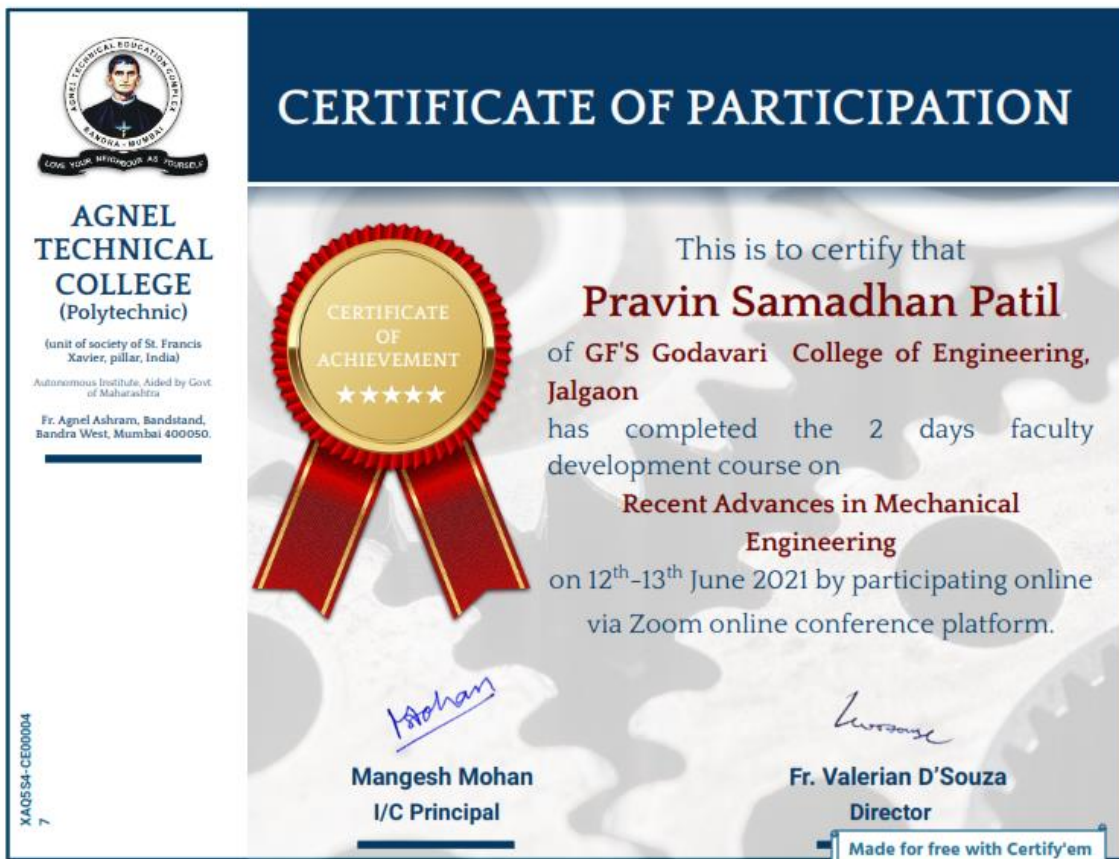 AGNEL TECHNICAL EDUCATION COMPLEX
BANDRA - MUMBAI
LOVE YOUR NEIGHBOUR AS YOURSELF
AGNEL
TECHNICAL
COLLEGE
(Polytechnic)
(unit of society of St. Francis
Xavier, pillar, India)
Autonomous Institute, Aided by Govt
of Maharashtra
Fr. Agnel Ashram, Bandstand,
Bandra West, Mumbai 400050.
XAQ5S4-CE00004
7
CERTIFICATE OF PARTICIPATION
CERTIFICATE
OF
ACHIEVEMENT
This is to certify that
Pravin Samadhan Patil
of GF'S Godavari College of Engineering,
Jalgaon
has completed the 2 days faculty
development course on
Recent Advances in Mechanical
Engineering
on 12th-13th June 2021 by participating online
via Zoom online conference platform.
Mangesh Mohan
I/C Principal
Fr. Valerian D'Souza
Director
Made for free with Certify'em